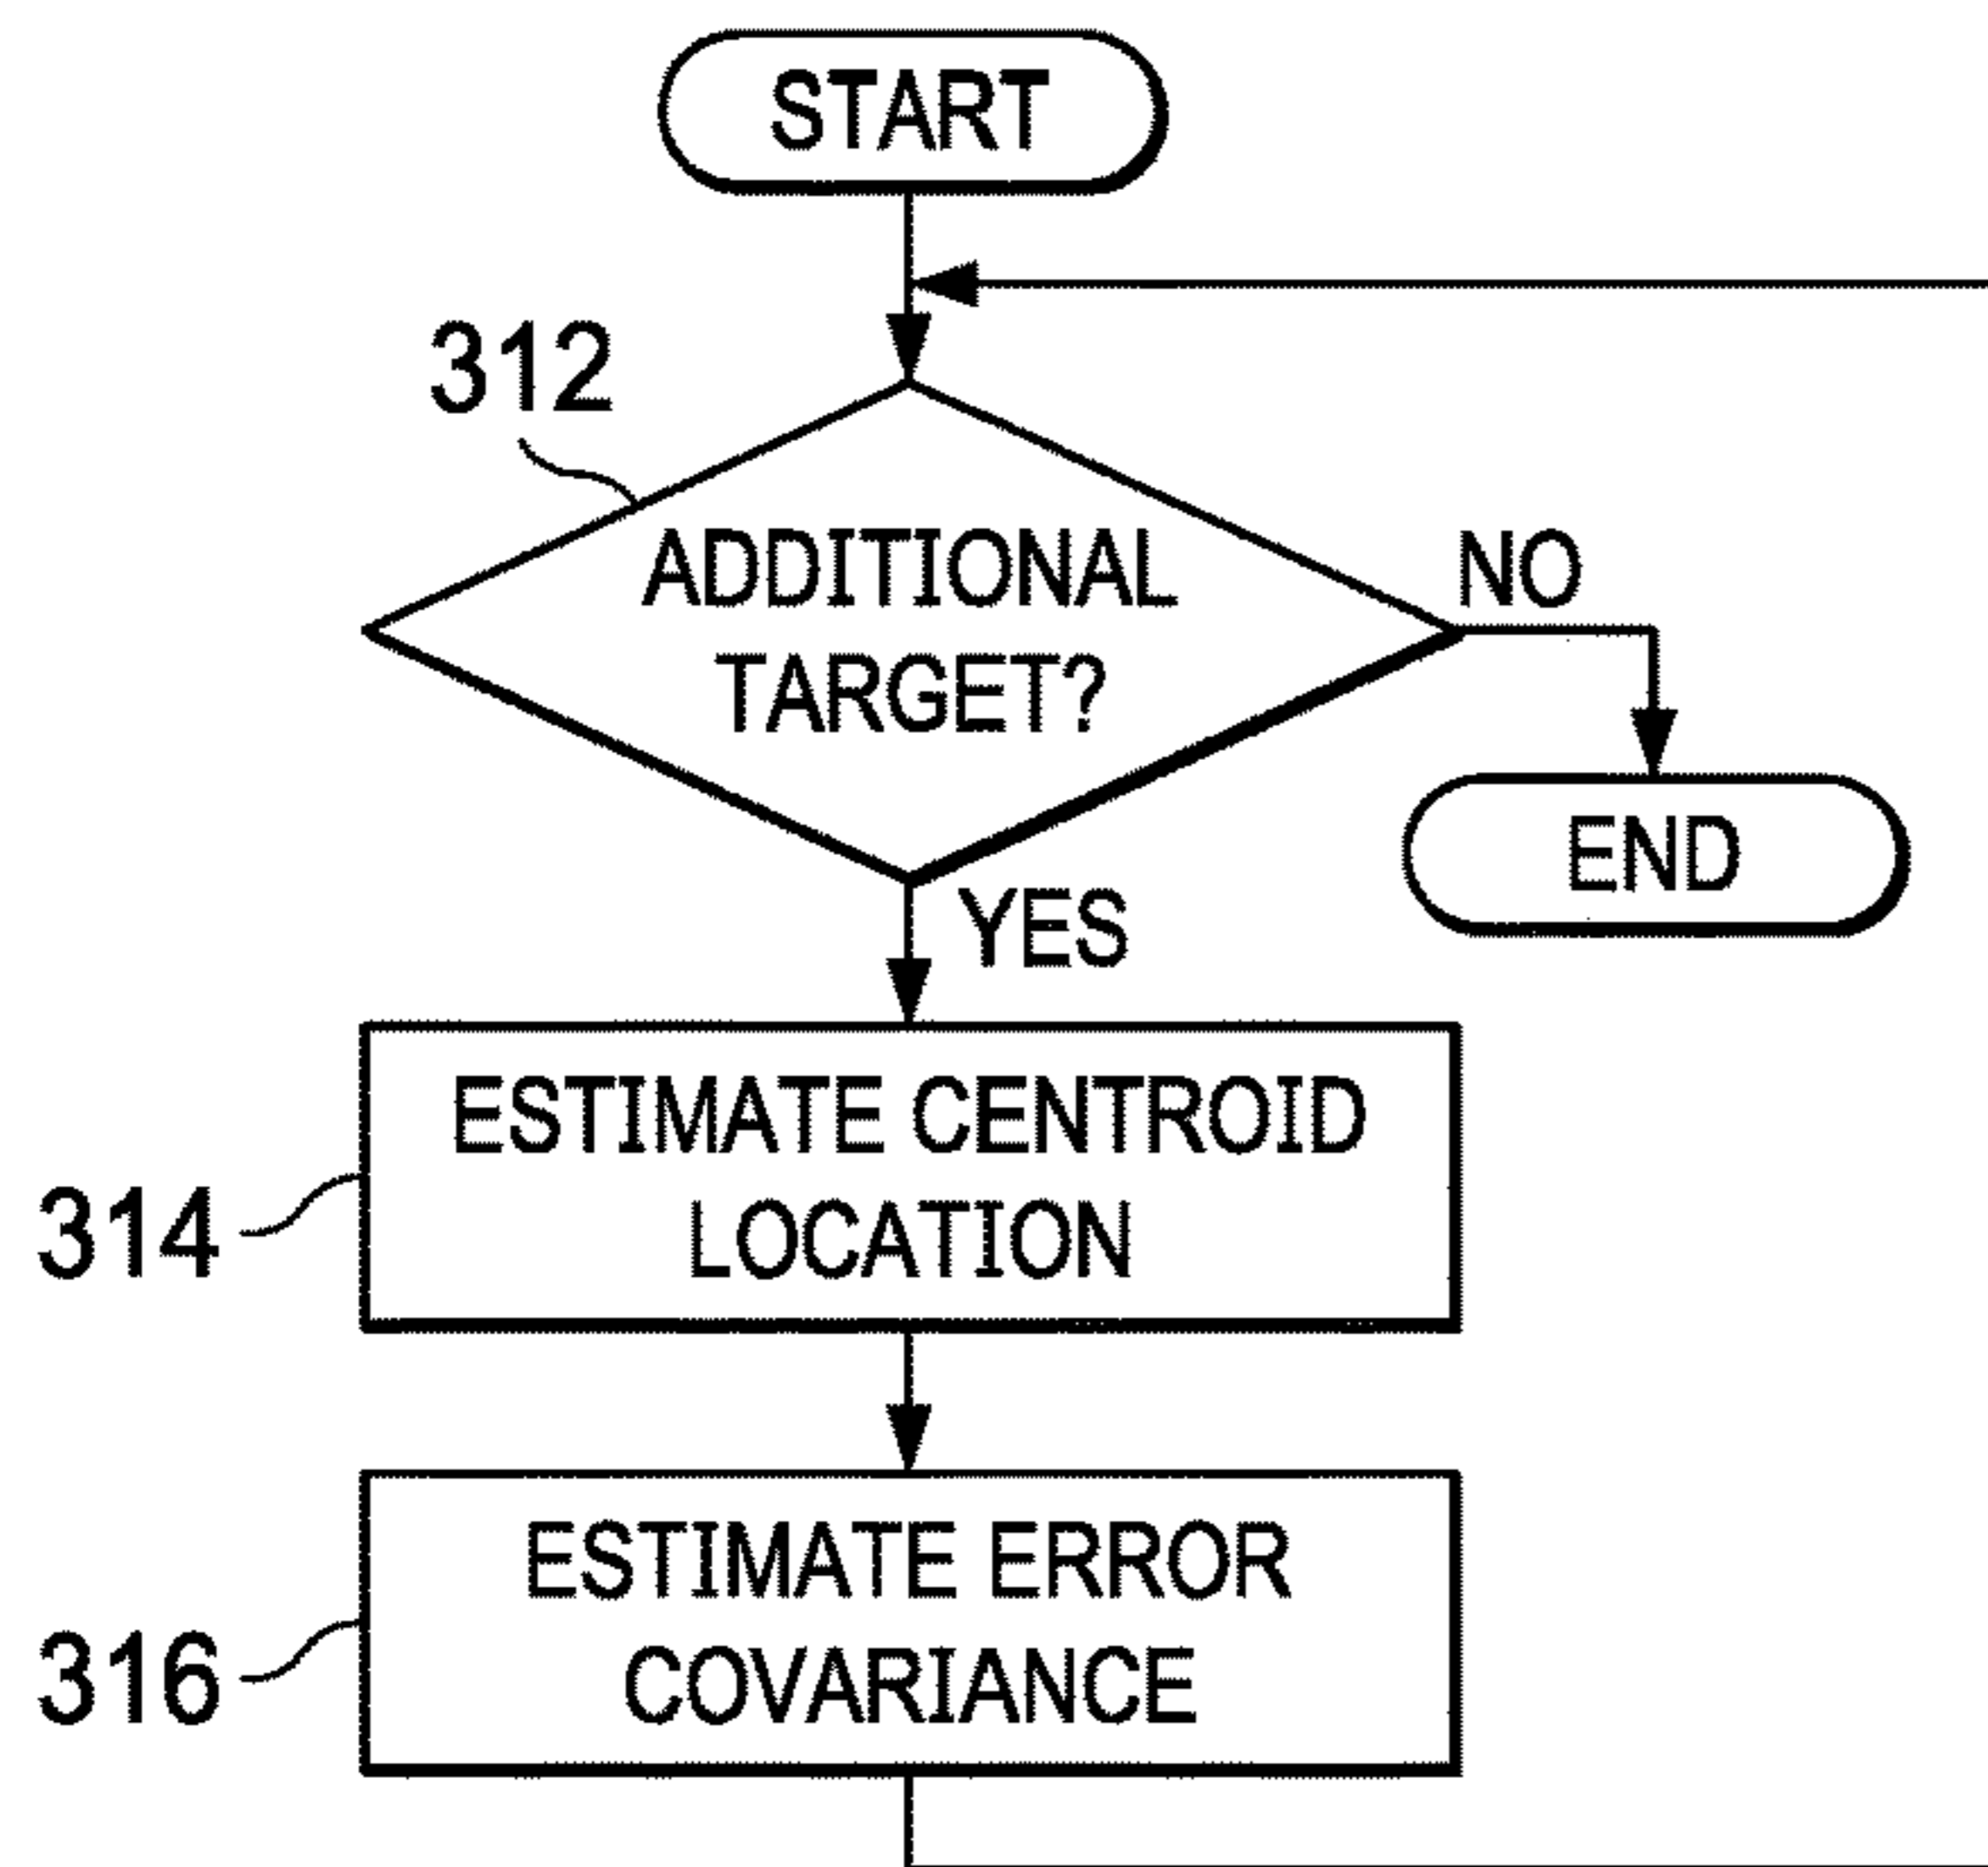 START
312
ADDITIONAL
TARGET?
NO
END
YES
ESTIMATE CENTROID
LOCATION
314
ESTIMATE ERROR
COVARIANCE
316